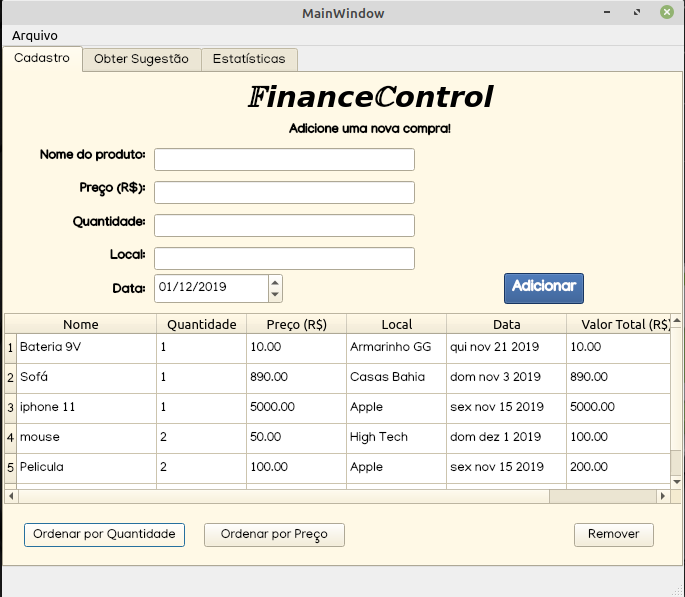 MainWindow
Arquivo
Cadastro Obter Sugestão Estatísticas
𝔽inanceℂontrol
Adicione uma nova compra!
Nome do produto:
Preço (R$):
Quantidade:
Local:
Data: 01/12/2019
Adicionar
Nome Quantidade Preço (R$) Local Data Valor Total (R$)
1 Bateria 9V 1 10.00 Armarinho GG qui nov 21 2019 10.00
2 Sofá 1 890.00 Casas Bahia dom nov 3 2019 890.00
3 iphone 11 1 5000.00 Apple sex nov 15 2019 5000.00
4 mouse 2 50.00 High Tech dom dez 1 2019 100.00
5 Pelicula 2 100.00 Apple sex nov 15 2019 200.00
Ordenar por Quantidade Ordenar por Preço Remover